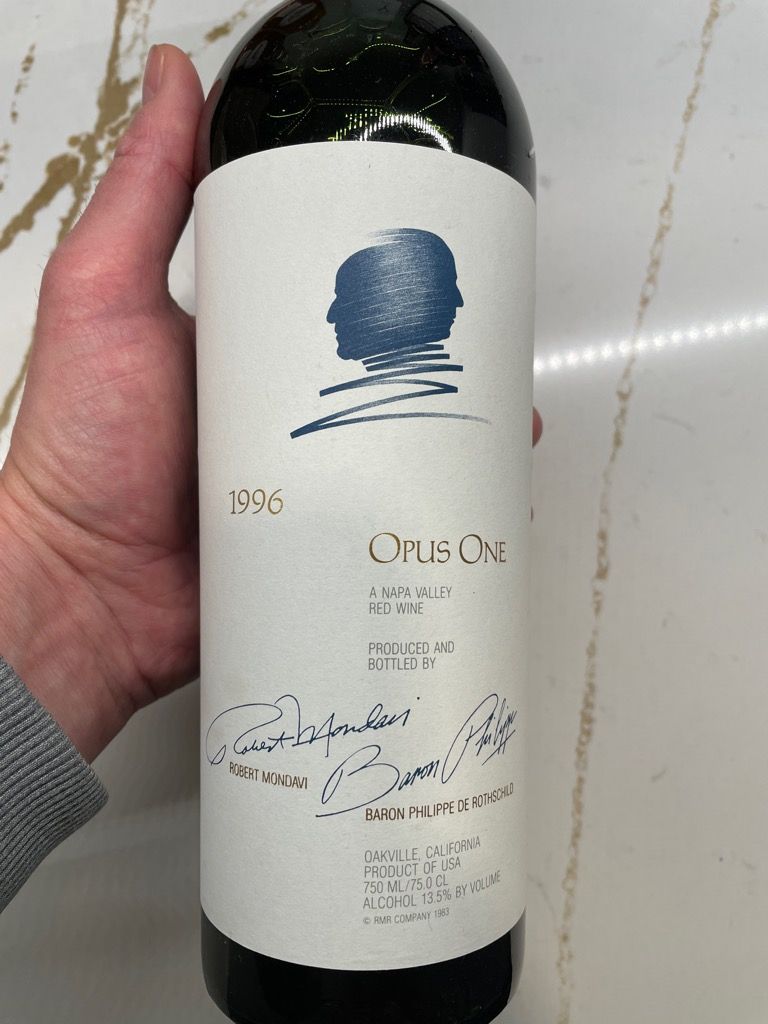 1996
OPUS ONE
A NAPA VALLEY
RED WINE
PRODUCED AND
BOTTLED BY
Robert Mondavi
Baron Philippe
ROBERT MONDAVI
BARON PHILIPPE DE ROTHSCHILD
OAKVILLE, CALIFORNIA
PRODUCT OF USA
750 ML/75.0 CL
ALCOHOL 13.5% BY VOLUME
© RMR COMPANY 1983